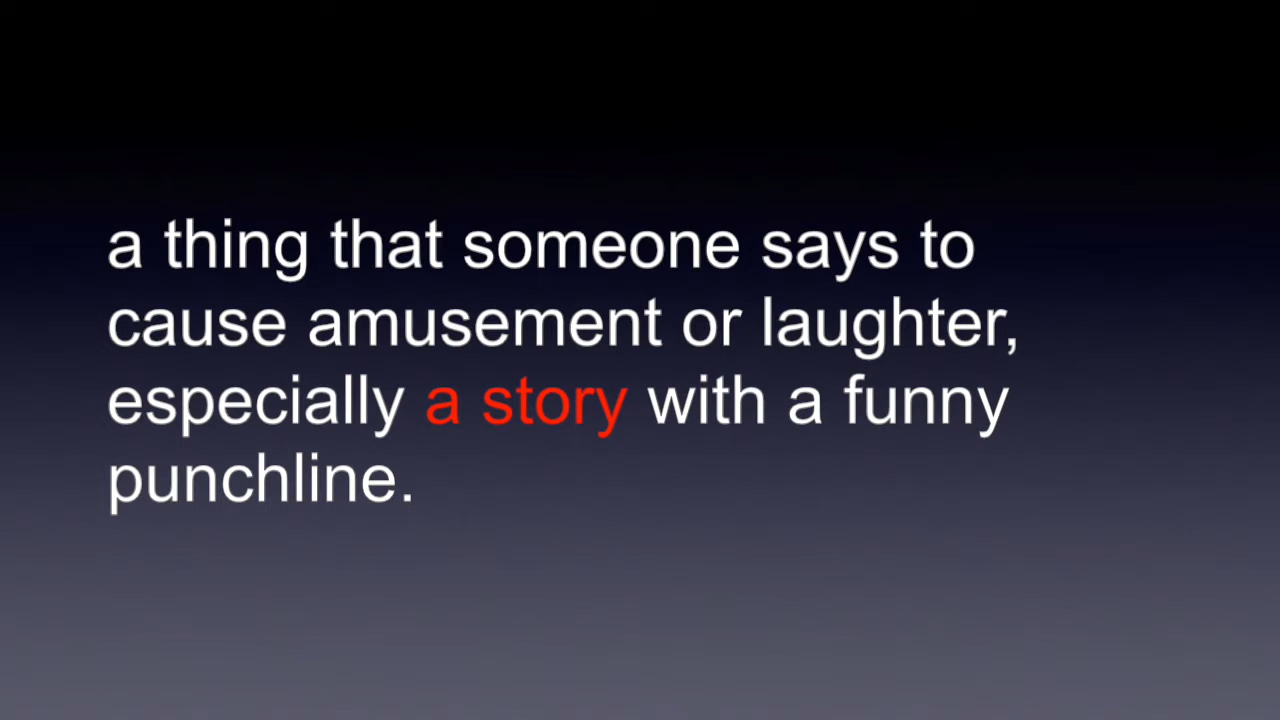 a thing that someone says to
cause amusement or laughter,
especially a story with a funny
punchline.